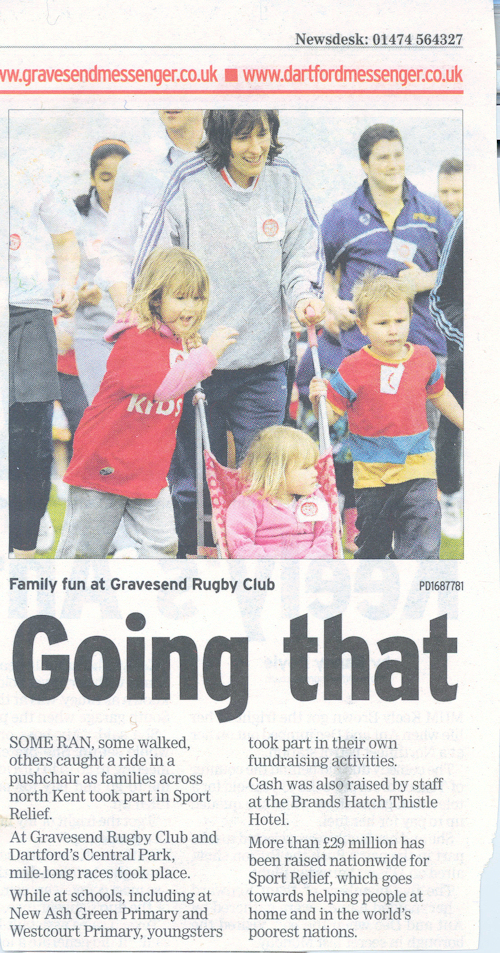 Newsdesk: 01474 564327
ww.gravesendmessenger.co.uk ■ www.dartfordmessenger.co.uk
KIDS
Family fun at Gravesend Rugby Club
PD1687781
Going that
SOME RAN, some walked,
others caught a ride in a
pushchair as families across
north Kent took part in Sport
Relief.
At Gravesend Rugby Club and
Dartford's Central Park,
mile-long races took place.
While at schools, including at
New Ash Green Primary and
Westcourt Primary, youngsters
took part in their own
fundraising activities.
Cash was also raised by staff
at the Brands Hatch Thistle
Hotel.
More than £29 million has
been raised nationwide for
Sport Relief, which goes
towards helping people at
home and in the world's
poorest nations.